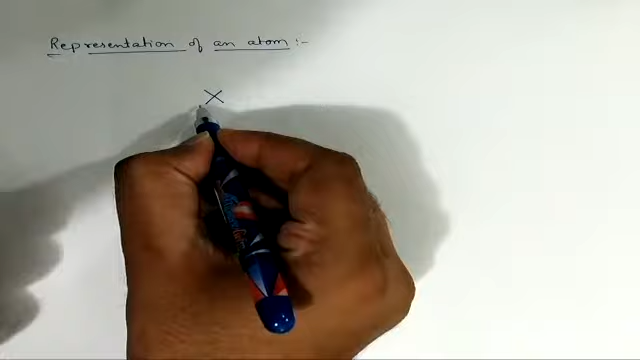 Representation of an atom :-
X